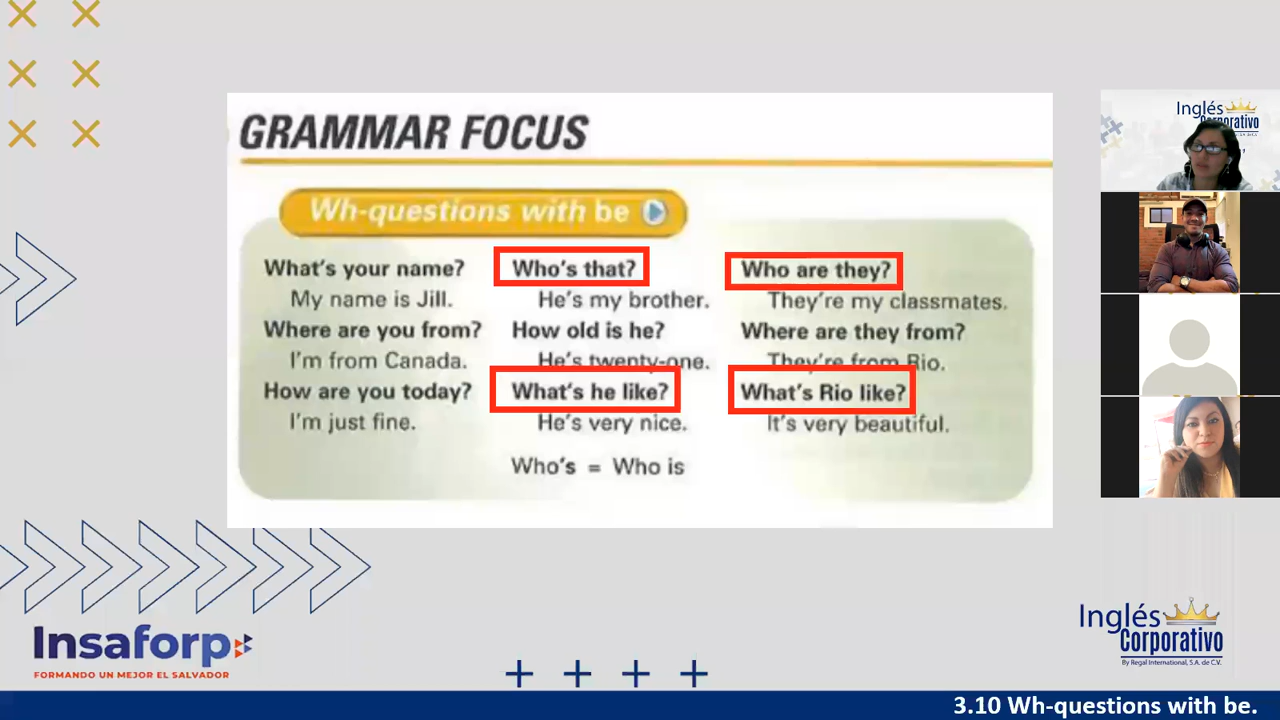 GRAMMAR FOCUS
Wh-questions with be
What's your name?
My name is Jill.
Where are you from?
I'm from Canada.
How are you today?
I'm just fine.
Who's that?
He's my brother.
How old is he?
He's twenty-one.
What's he like?
He's very nice.
Who's = Who is
Who are they?
They're my classmates.
Where are they from?
They're from Rio.
What's Rio like?
It's very beautiful.
Inglés
Corporativo
Insaforp
FORMANDO UN MEJOR EL SALVADOR
Inglés
Corporativo
By Regal International, S.A. de C.V.
3.10 Wh-questions with be.